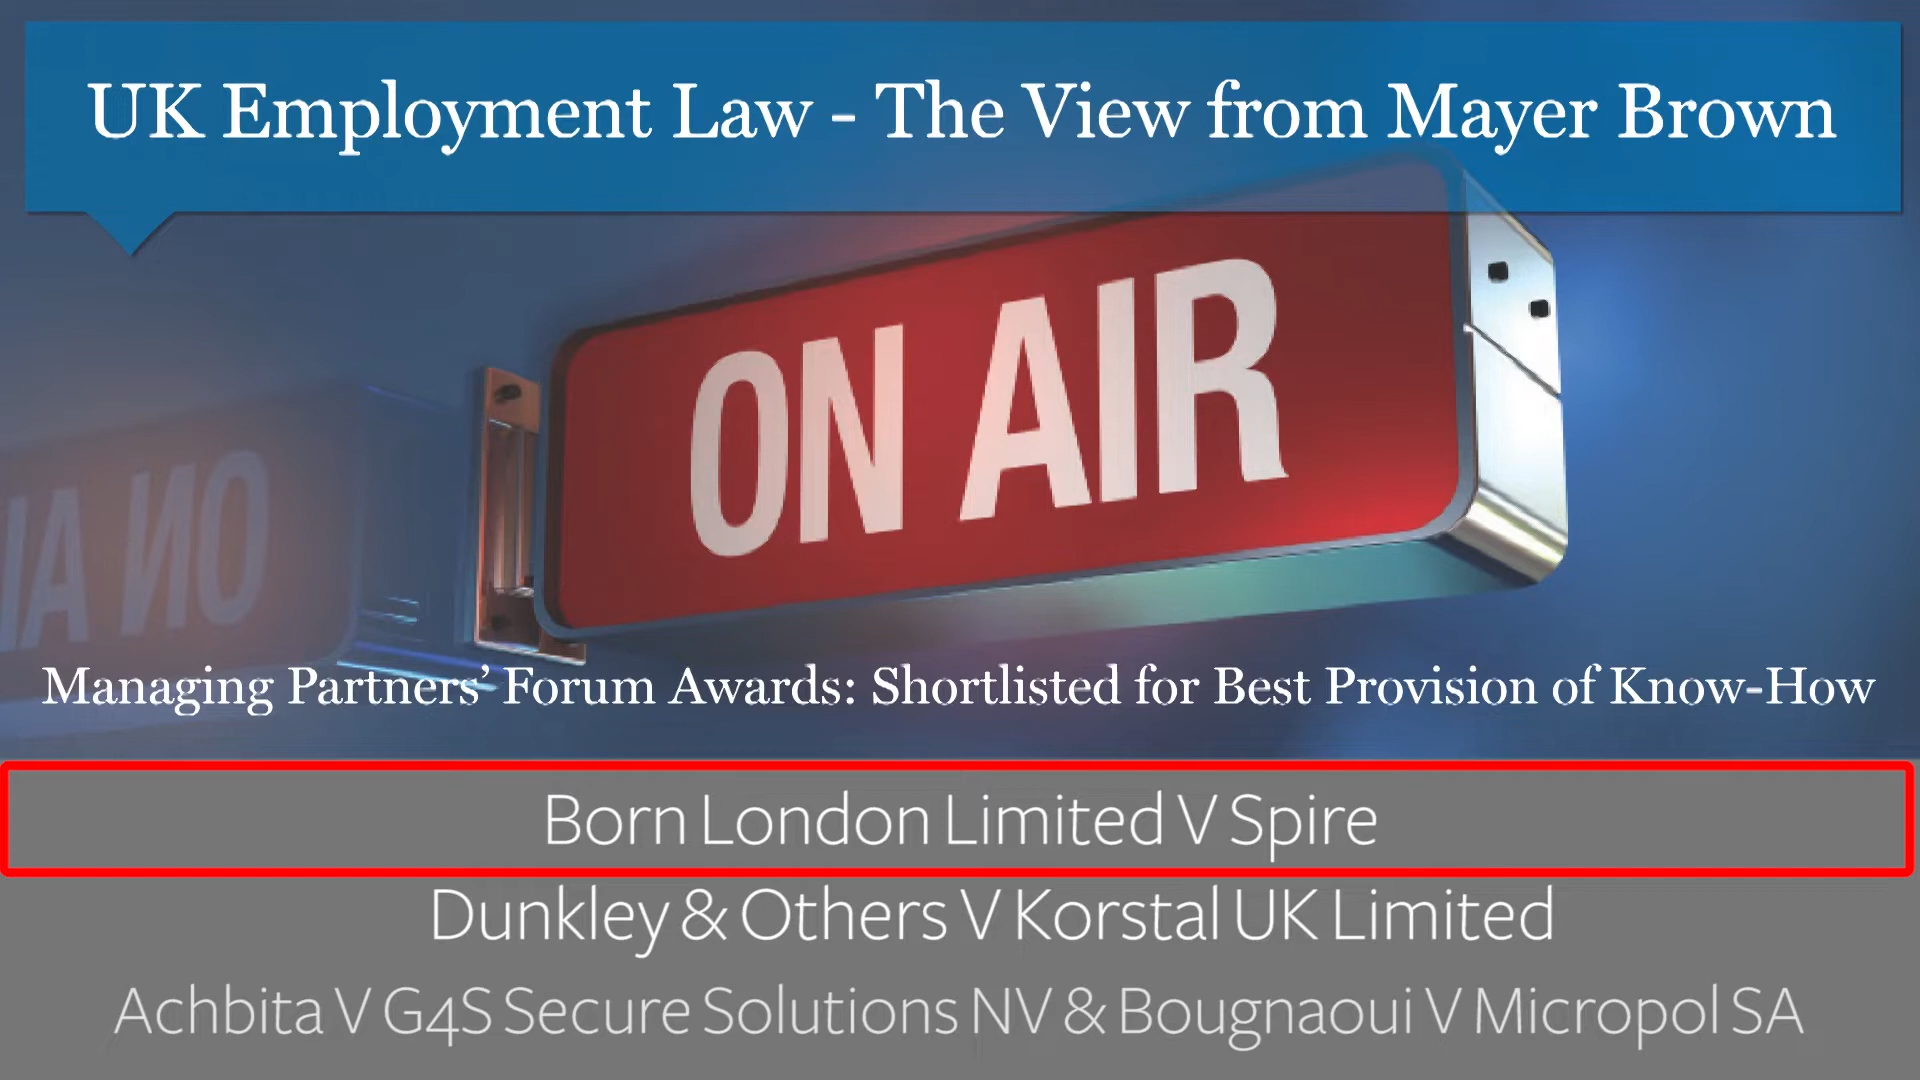 UK Employment Law - The View from Mayer Brown
ON AIR
ON AI
Managing Partners’ Forum Awards: Shortlisted for Best Provision of Know-How
Born London Limited V Spire
Dunkley & Others V Korstal UK Limited
Achbita V G4S Secure Solutions NV & Bougnaoui V Micropol SA